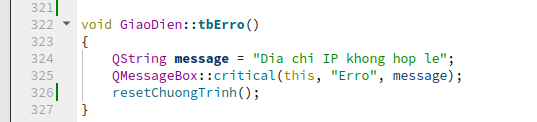 321
322 void GiaoDien::tbErro()
323 {
324 QString message = "Dia chi IP khong hop le";
325 QMessageBox::critical(this, "Erro", message);
326 resetChuongTrinh();
327 }